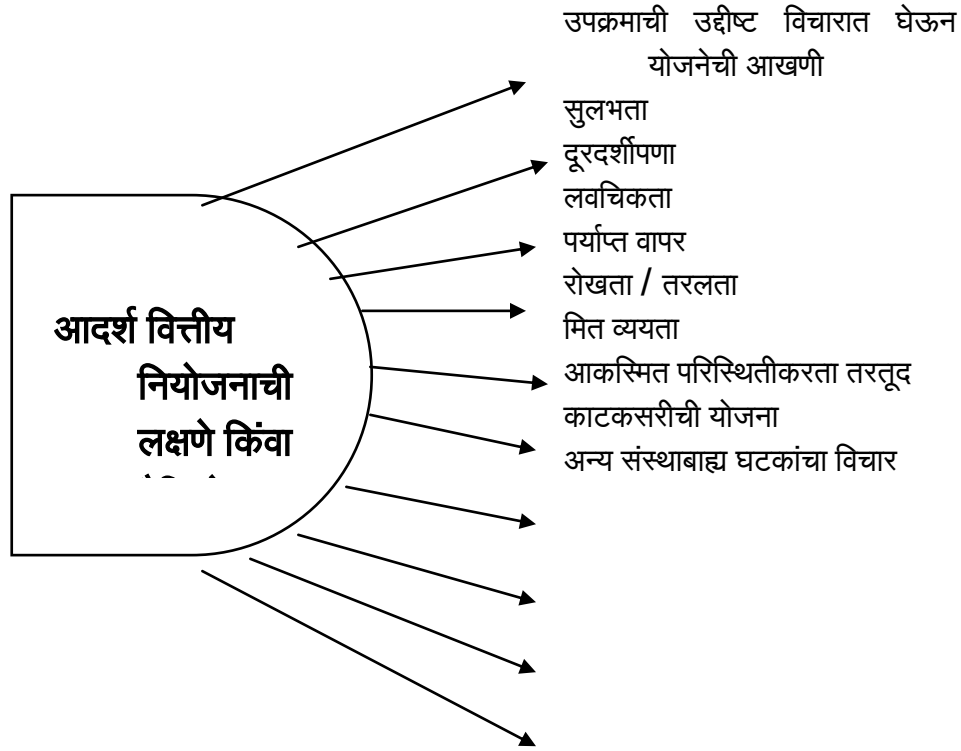 उपक्रमाची उद्दीष्ट विचारात घेऊन
योजनेची आखणी
सुलभता
दूरदर्शीपणा
लवचिकता
पर्याप्त वापर
रोखता / तरलता
मित व्ययता
आकस्मित परिस्थितीकरता तरतूद
काटकसरीची योजना
अन्य संस्थाबाह्य घटकांचा विचार
आदर्श वित्तीय
नियोजनाची
लक्षणे किंवा